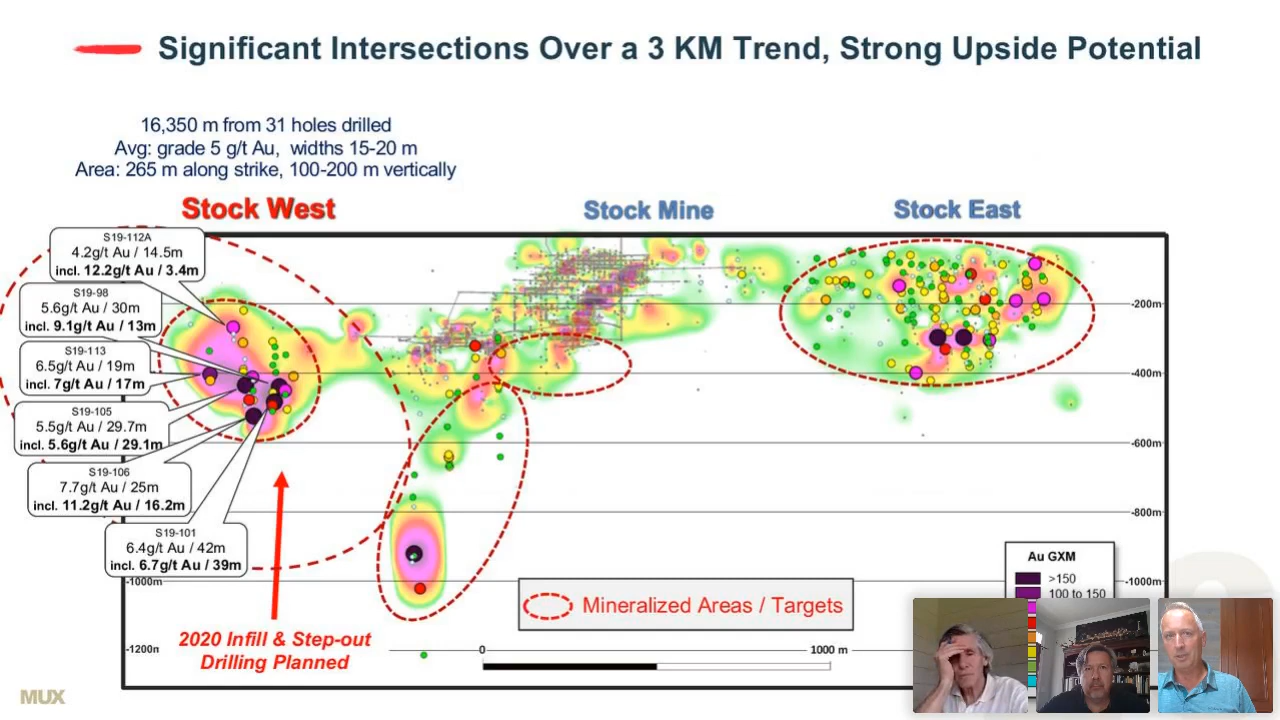 Significant Intersections Over a 3 KM Trend, Strong Upside Potential
16,350 m from 31 holes drilled
Avg: grade 5 g/t Au, widths 15-20 m
Area: 265 m along strike, 100-200 m vertically
Stock West
Stock Mine
Stock East
S19-112A
4.2g/t Au / 14.5m
incl. 12.2g/t Au / 3.4m
S19-98
5.6g/t Au / 30m
incl. 9.1g/t Au / 13m
S19-113
6.5g/t Au / 19m
incl. 7g/t Au / 17m
S19-105
5.5g/t Au / 29.7m
incl. 5.6g/t Au / 29.1m
S19-106
7.7g/t Au / 25m
incl. 11.2g/t Au / 16.2m
S19-101
6.4g/t Au / 42m
incl. 6.7g/t Au / 39m
-200m
-400m
-600m
-800m
-1000m
-1000m
-1200m
Au GXM
>150
100 to 150
Mineralized Areas / Targets
2020 Infill & Step-out
Drilling Planned
0
1000 m
MUX